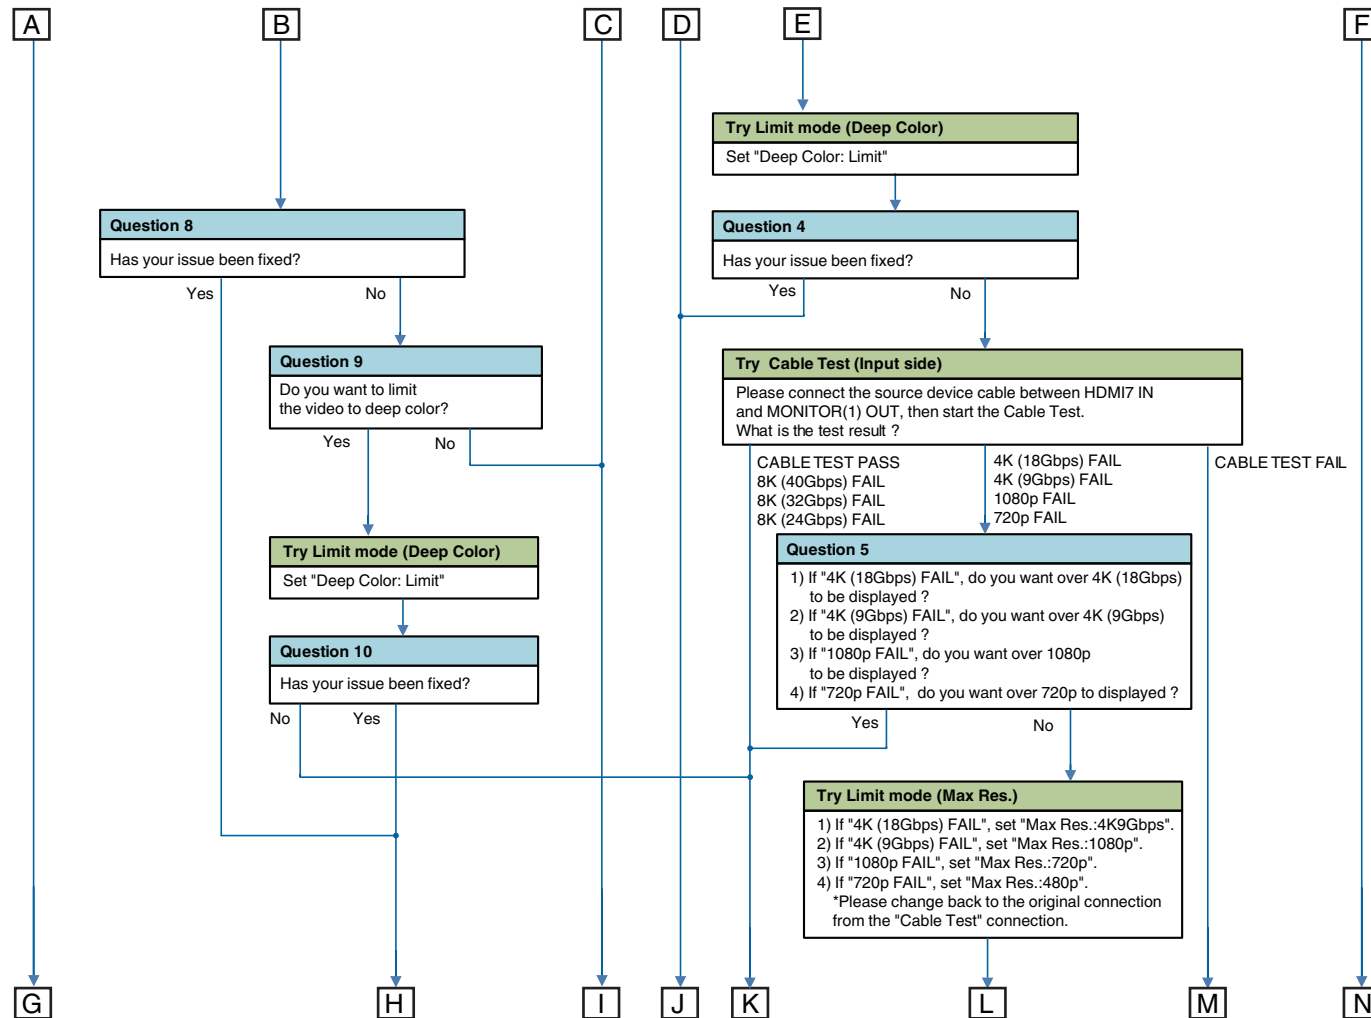 A
B
C
D
E
F
Try Limit mode (Deep Color)
Set "Deep Color: Limit"
Question 8
Has your issue been fixed?
Yes
No
Question 4
Has your issue been fixed?
Yes
No
Question 9
Do you want to limit
the video to deep color?
Yes
No
Try Cable Test (Input side)
Please connect the source device cable between HDMI7 IN
and MONITOR(1) OUT, then start the Cable Test.
What is the test result ?
CABLE TEST PASS
8K (40Gbps) FAIL
8K (32Gbps) FAIL
8K (24Gbps) FAIL
4K (18Gbps) FAIL
4K (9Gbps) FAIL
1080p FAIL
720p FAIL
CABLE TEST FAIL
Try Limit mode (Deep Color)
Set "Deep Color: Limit"
Question 10
Has your issue been fixed?
No
Yes
Question 5
1) If "4K (18Gbps) FAIL", do you want over 4K (18Gbps)
to be displayed ?
2) If "4K (9Gbps) FAIL", do you want over 4K (9Gbps)
to be displayed ?
3) If "1080p FAIL", do you want over 1080p
to be displayed ?
4) If "720p FAIL", do you want over 720p to displayed ?
Yes
No
Try Limit mode (Max Res.)
1) If "4K (18Gbps) FAIL", set "Max Res.:4K9Gbps".
2) If "4K (9Gbps) FAIL", set "Max Res.:1080p".
3) If "1080p FAIL", set "Max Res.:720p".
4) If "720p FAIL", set "Max Res.:480p".
*Please change back to the original connection
from the "Cable Test" connection.
G
H
I
J
K
L
M
N